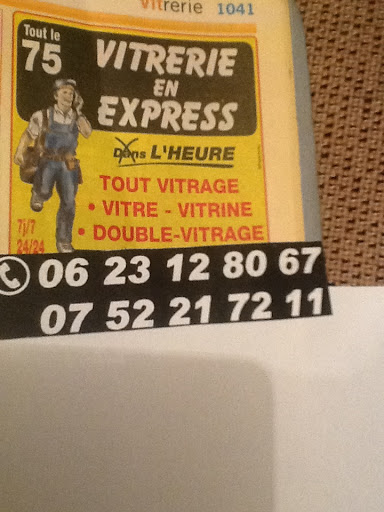 Vitrerie 1041
Tout le
75
VITRERIE
EN
EXPRESS
Dans L'HEURE
TOUT VITRAGE
• VITRE - VITRINE
• DOUBLE-VITRAGE
7j/7
24/24
06 23 12 80 67
07 52 21 72 11